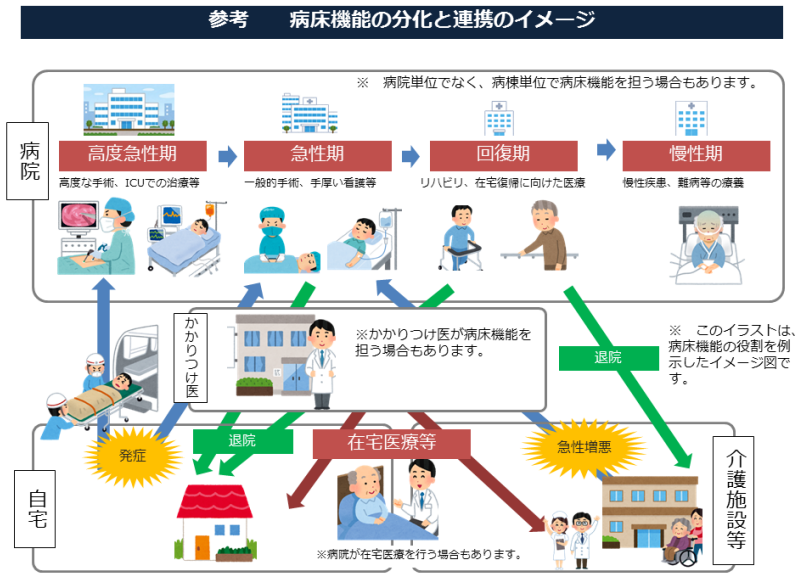 参考　　病床機能の分化と連携のイメージ
※　病院単位でなく、病棟単位で病床機能を担う場合もあります。
病院
高度急性期
急性期
回復期
慢性期
高度な手術、ICUでの治療等
一般的手術、手厚い看護等
リハビリ、在宅復帰に向けた医療
慢性疾患、難病等の療養
かかりつけ医
※かかりつけ医が病床機能を
担う場合もあります。
※　このイラストは、
病床機能の役割を例
示したイメージ図で
す。
退院
発症
退院
在宅医療等
急性増悪
自宅
介護施設等
※病院が在宅医療を行う場合もあります。